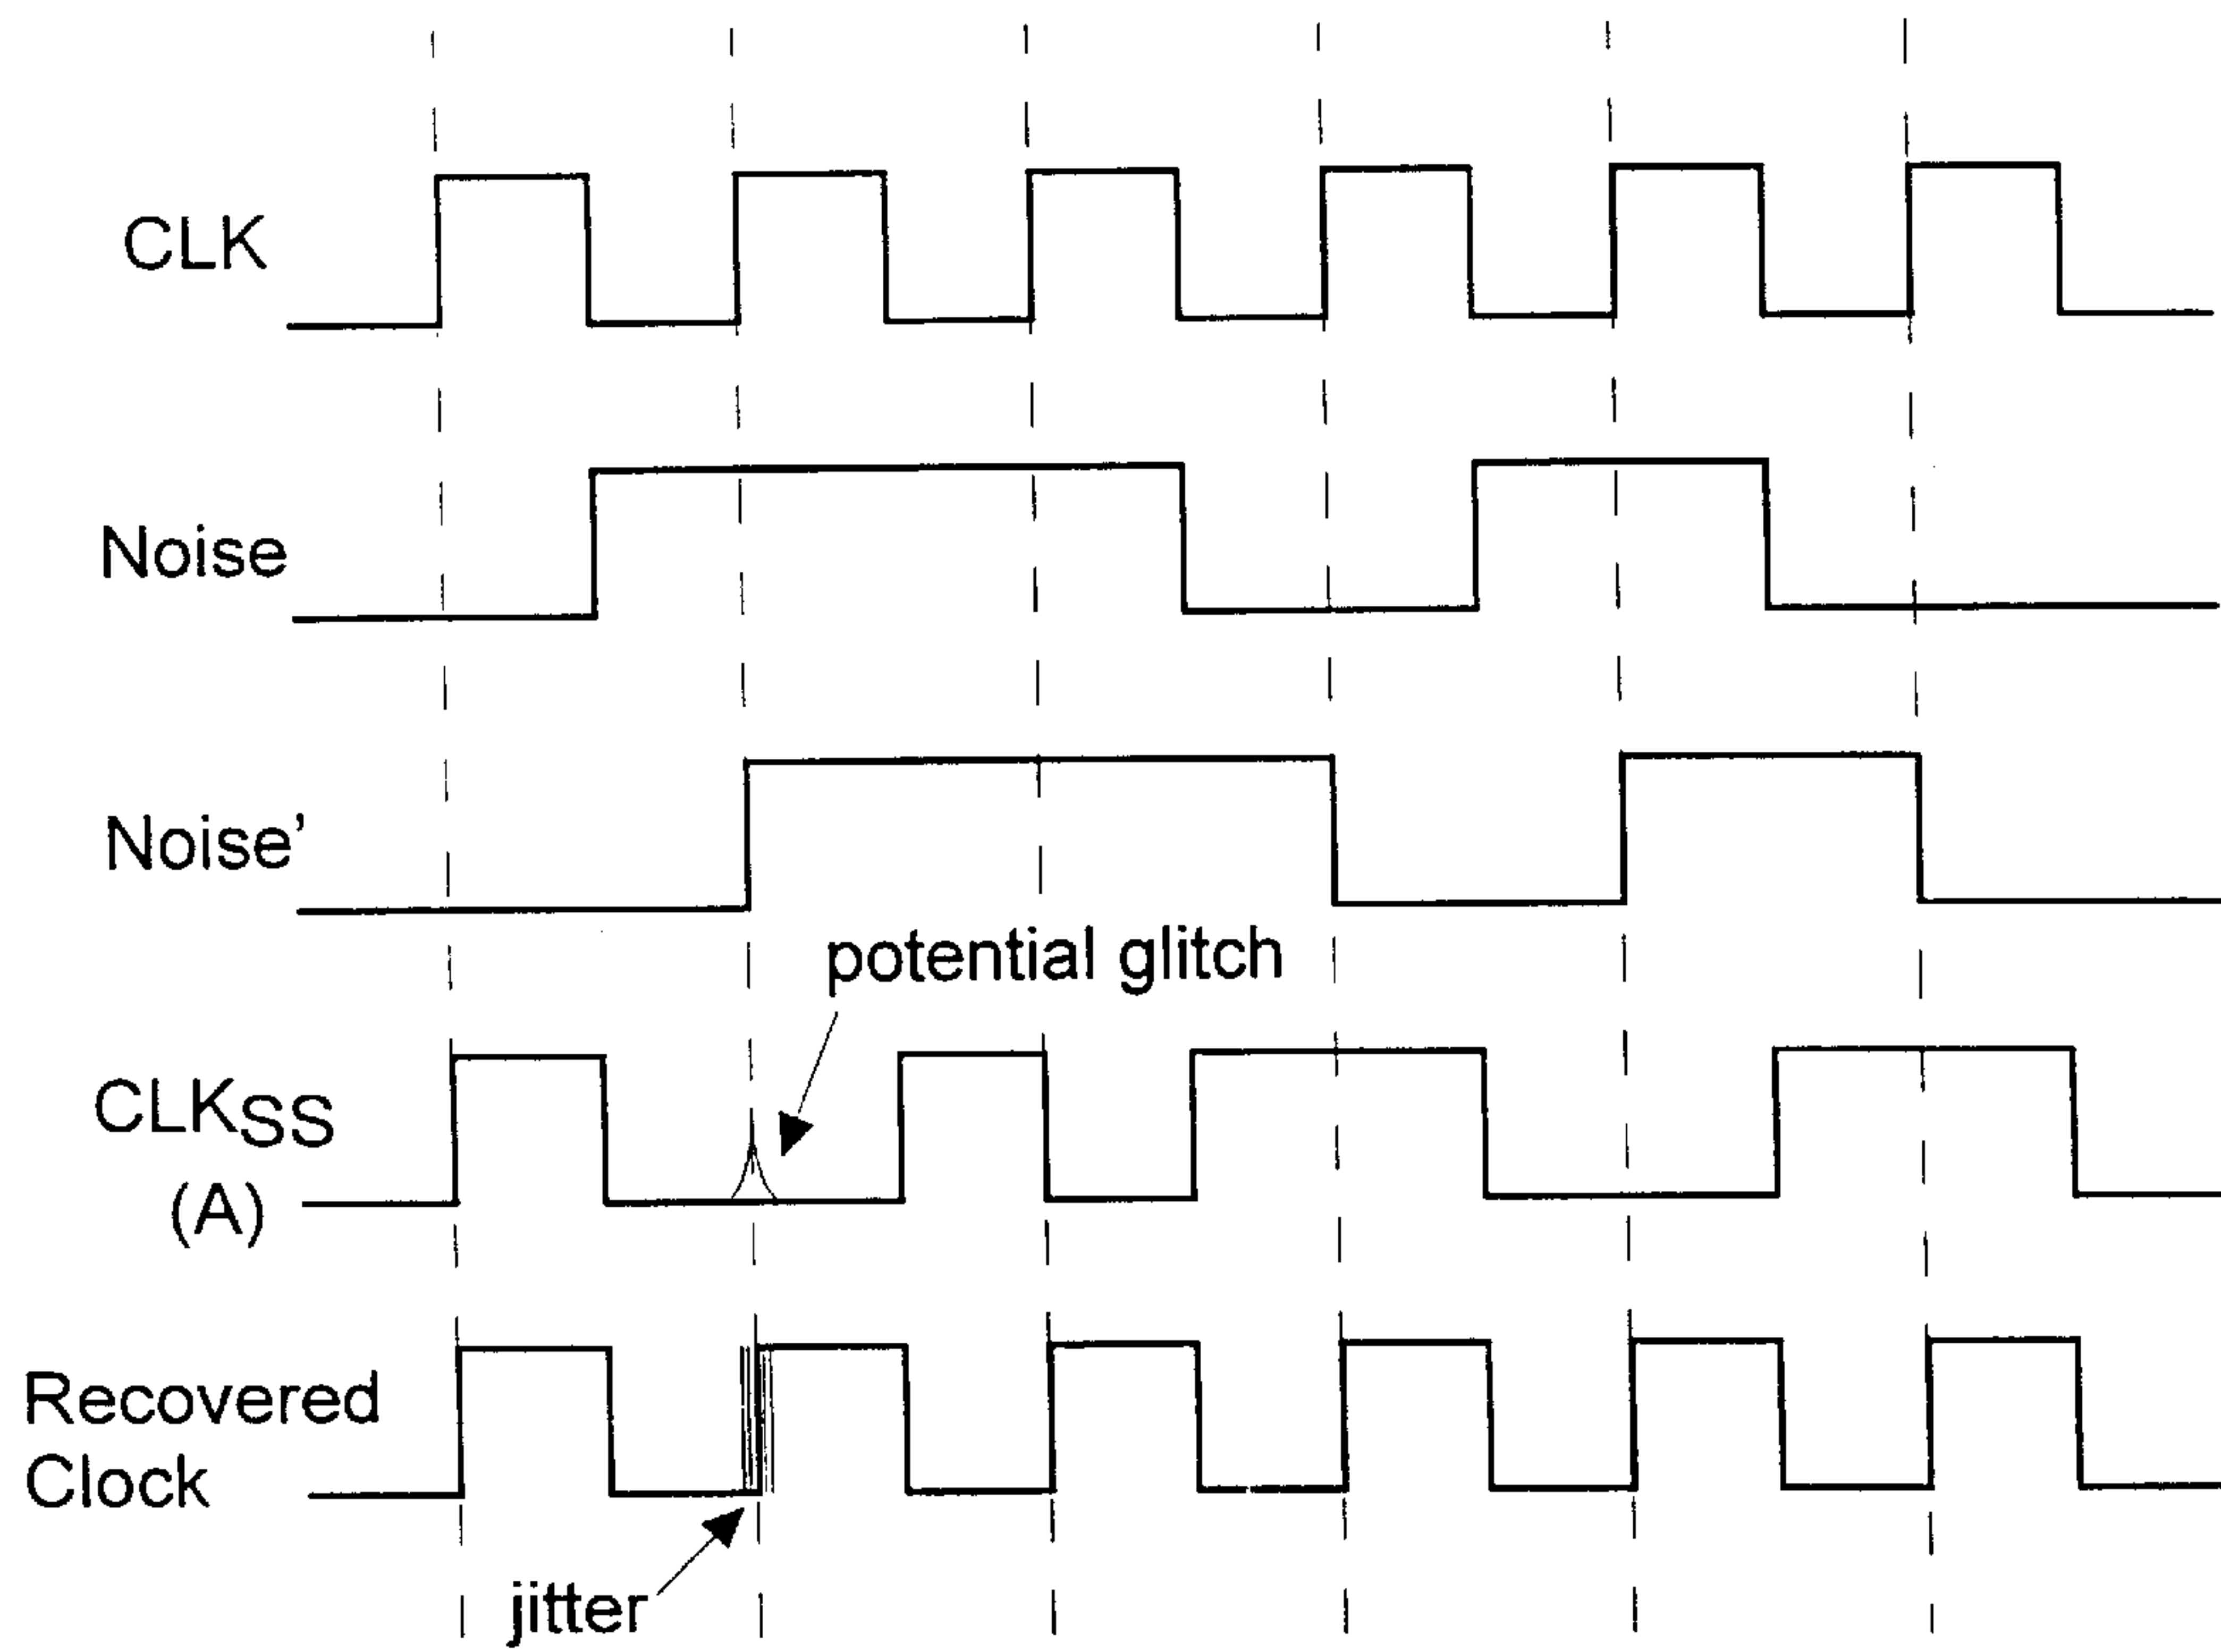 CLK
Noise
Noise'
potential glitch
CLKSS
(A)
Recovered
Clock
jitter